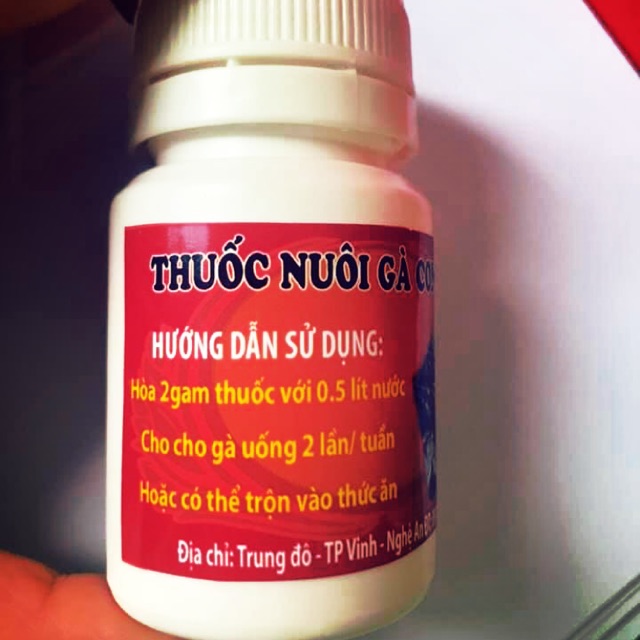 THUỐC NUÔI GÀ CON
HƯỚNG DẪN SỬ DỤNG:
Hòa 2gam thuốc với 0.5 lít nước
Cho cho gà uống 2 lần/ tuần
Hoặc có thể trộn vào thức ăn
Địa chỉ: Trung đô - TP Vinh - Nghệ An